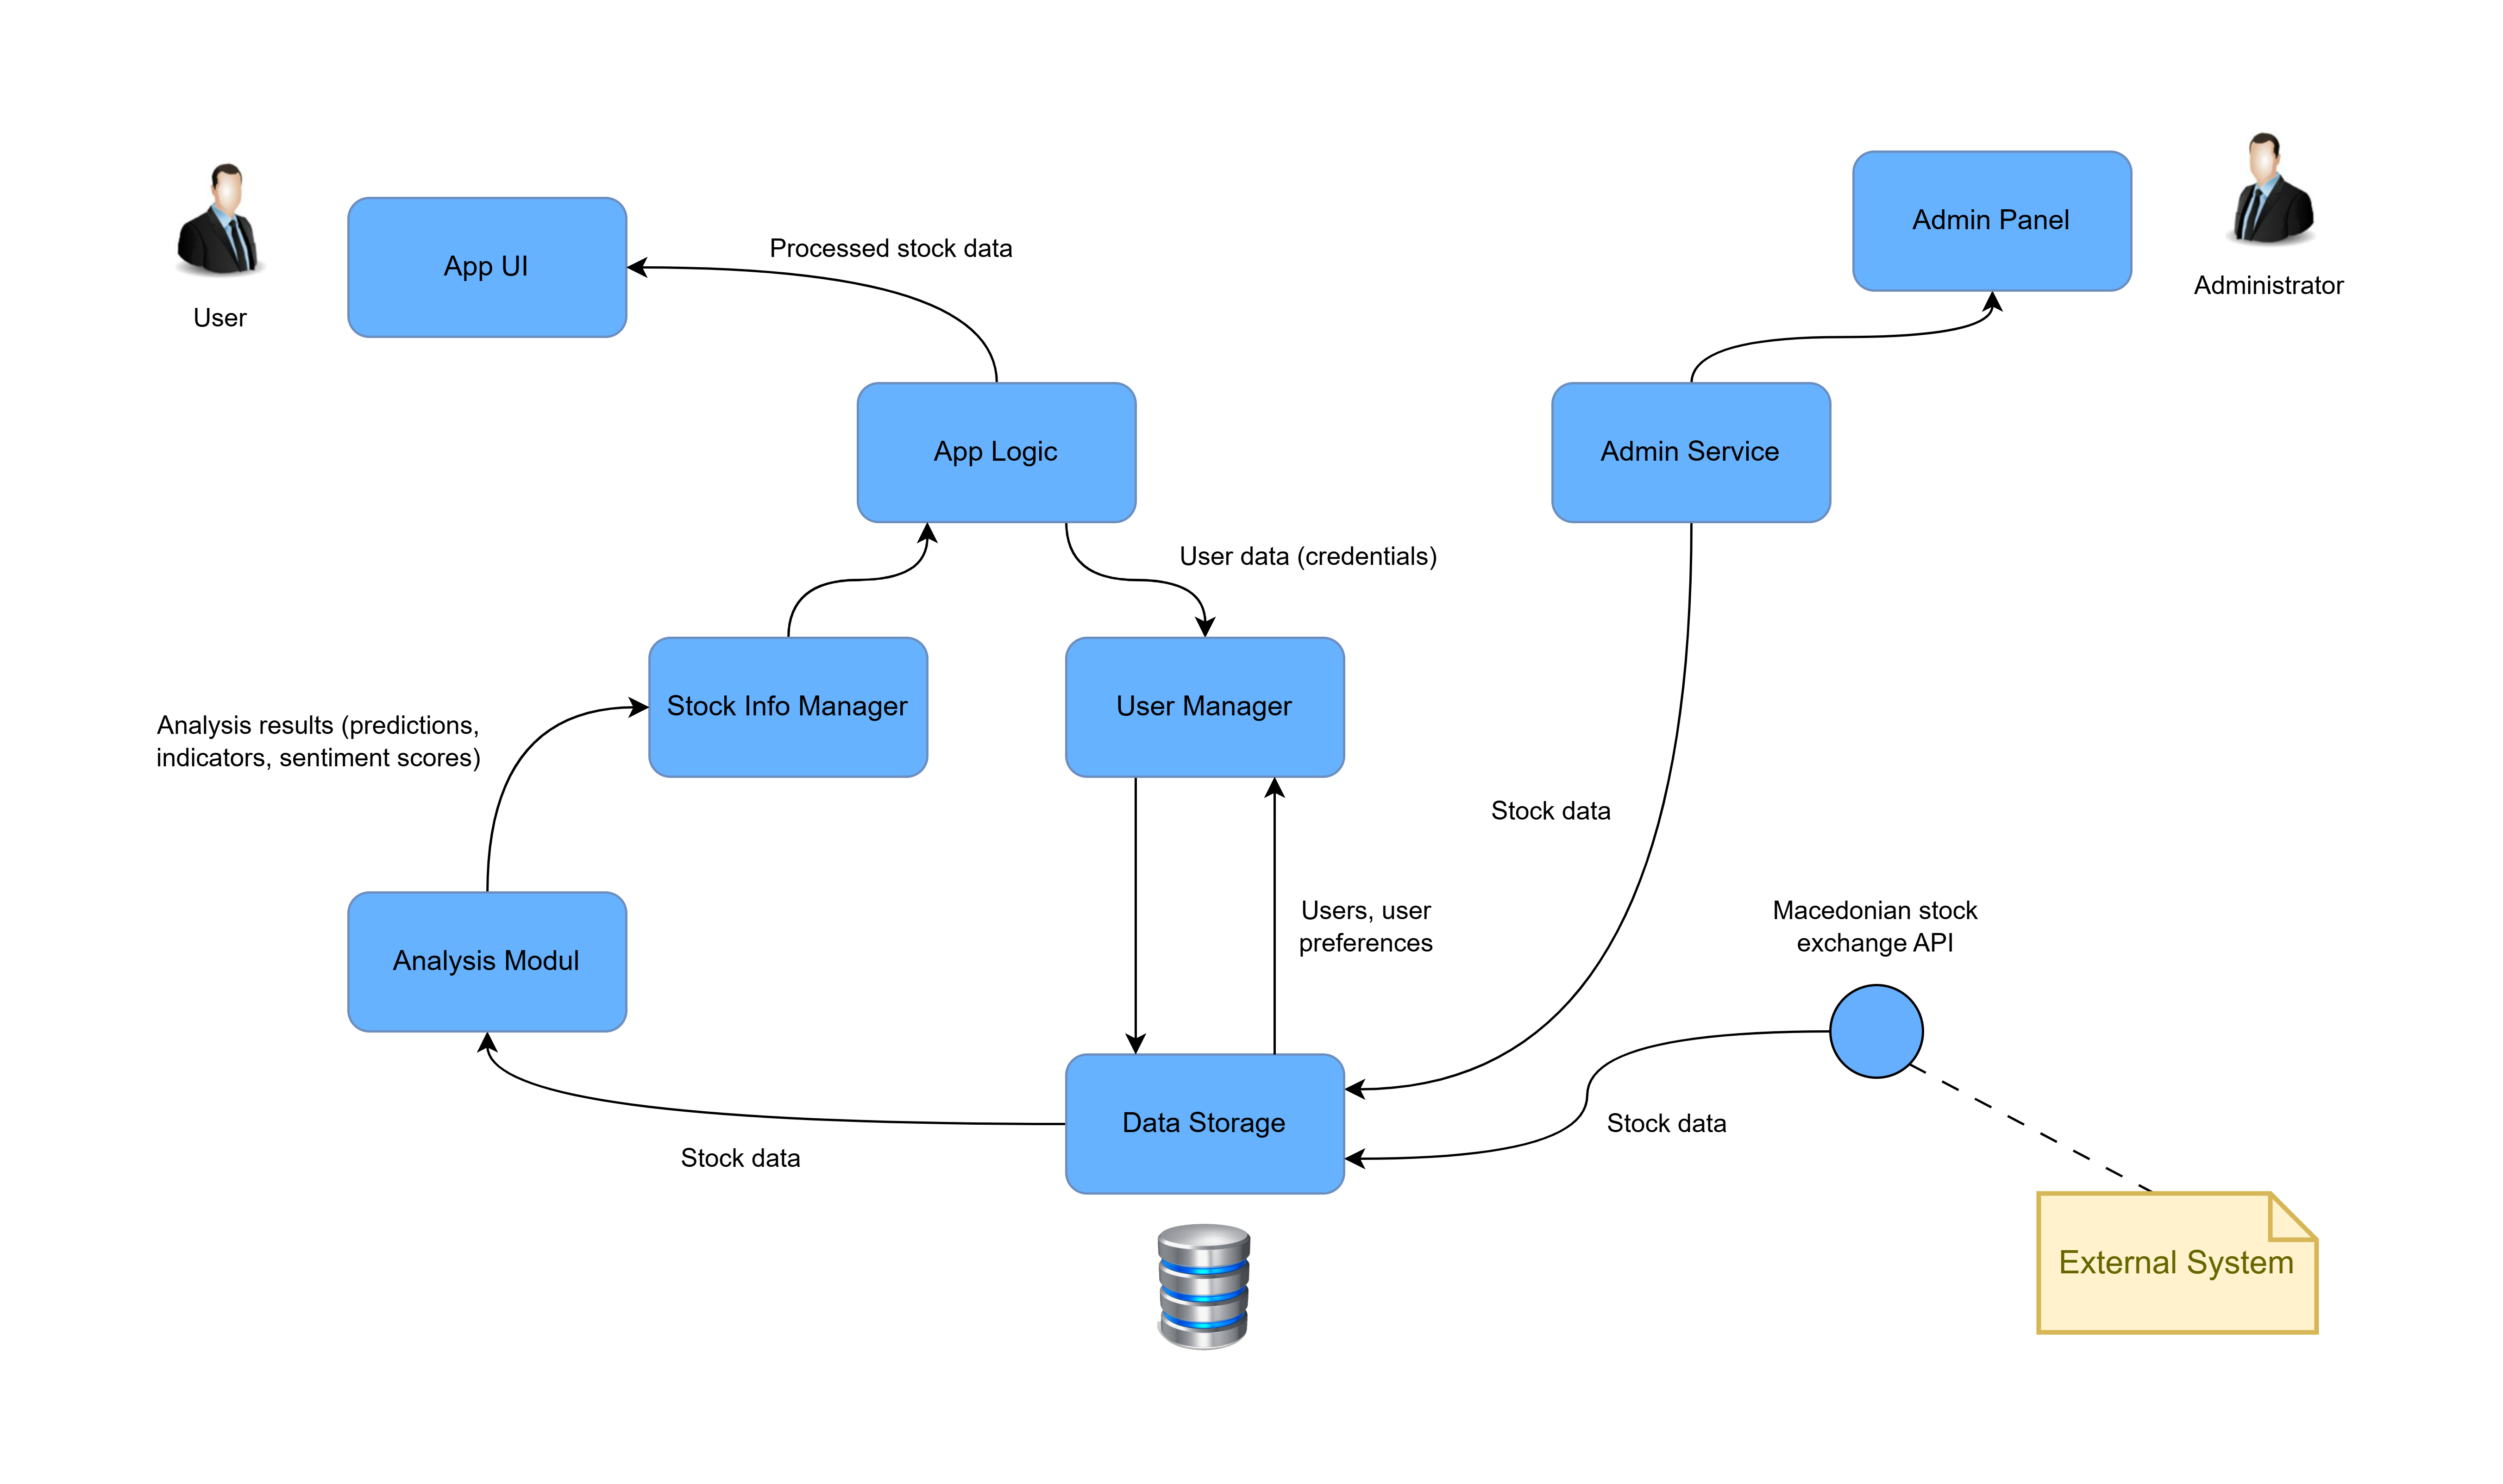 Admin Panel
Administrator
App UI
Processed stock data
User
App Logic
Admin Service
User data (credentials)
Stock Info Manager
User Manager
Analysis results (predictions,
indicators, sentiment scores)
Stock data
Users, user
preferences
Macedonian stock
exchange API
Analysis Modul
Data Storage
Stock data
Stock data
External System